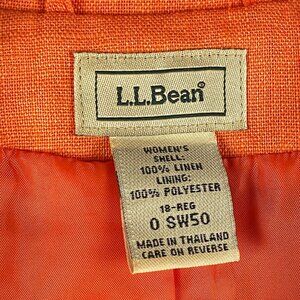 L.L.Bean®
WOMEN'S
SHELL:
100% LINEN
LINING:
100% POLYESTER
18-REG
0 SW50
MADE IN THAILAND
CARE ON REVERSE